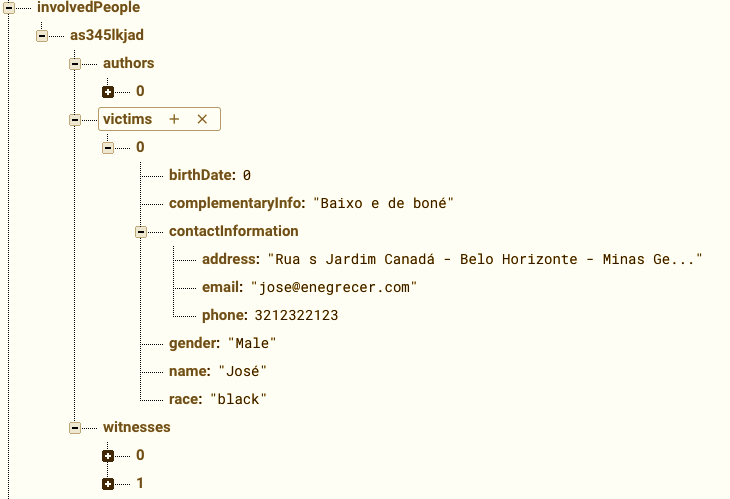 involvedPeople
as345lkjad
authors
0
victims + ×
0
birthDate: 0
complementaryInfo: "Baixo e de boné"
contactInformation
address: "Rua s Jardim Canadá - Belo Horizonte - Minas Ge..."
email: "jose@enegrecer.com"
phone: 3212322123
gender: "Male"
name: "José"
race: "black"
witnesses
0
1